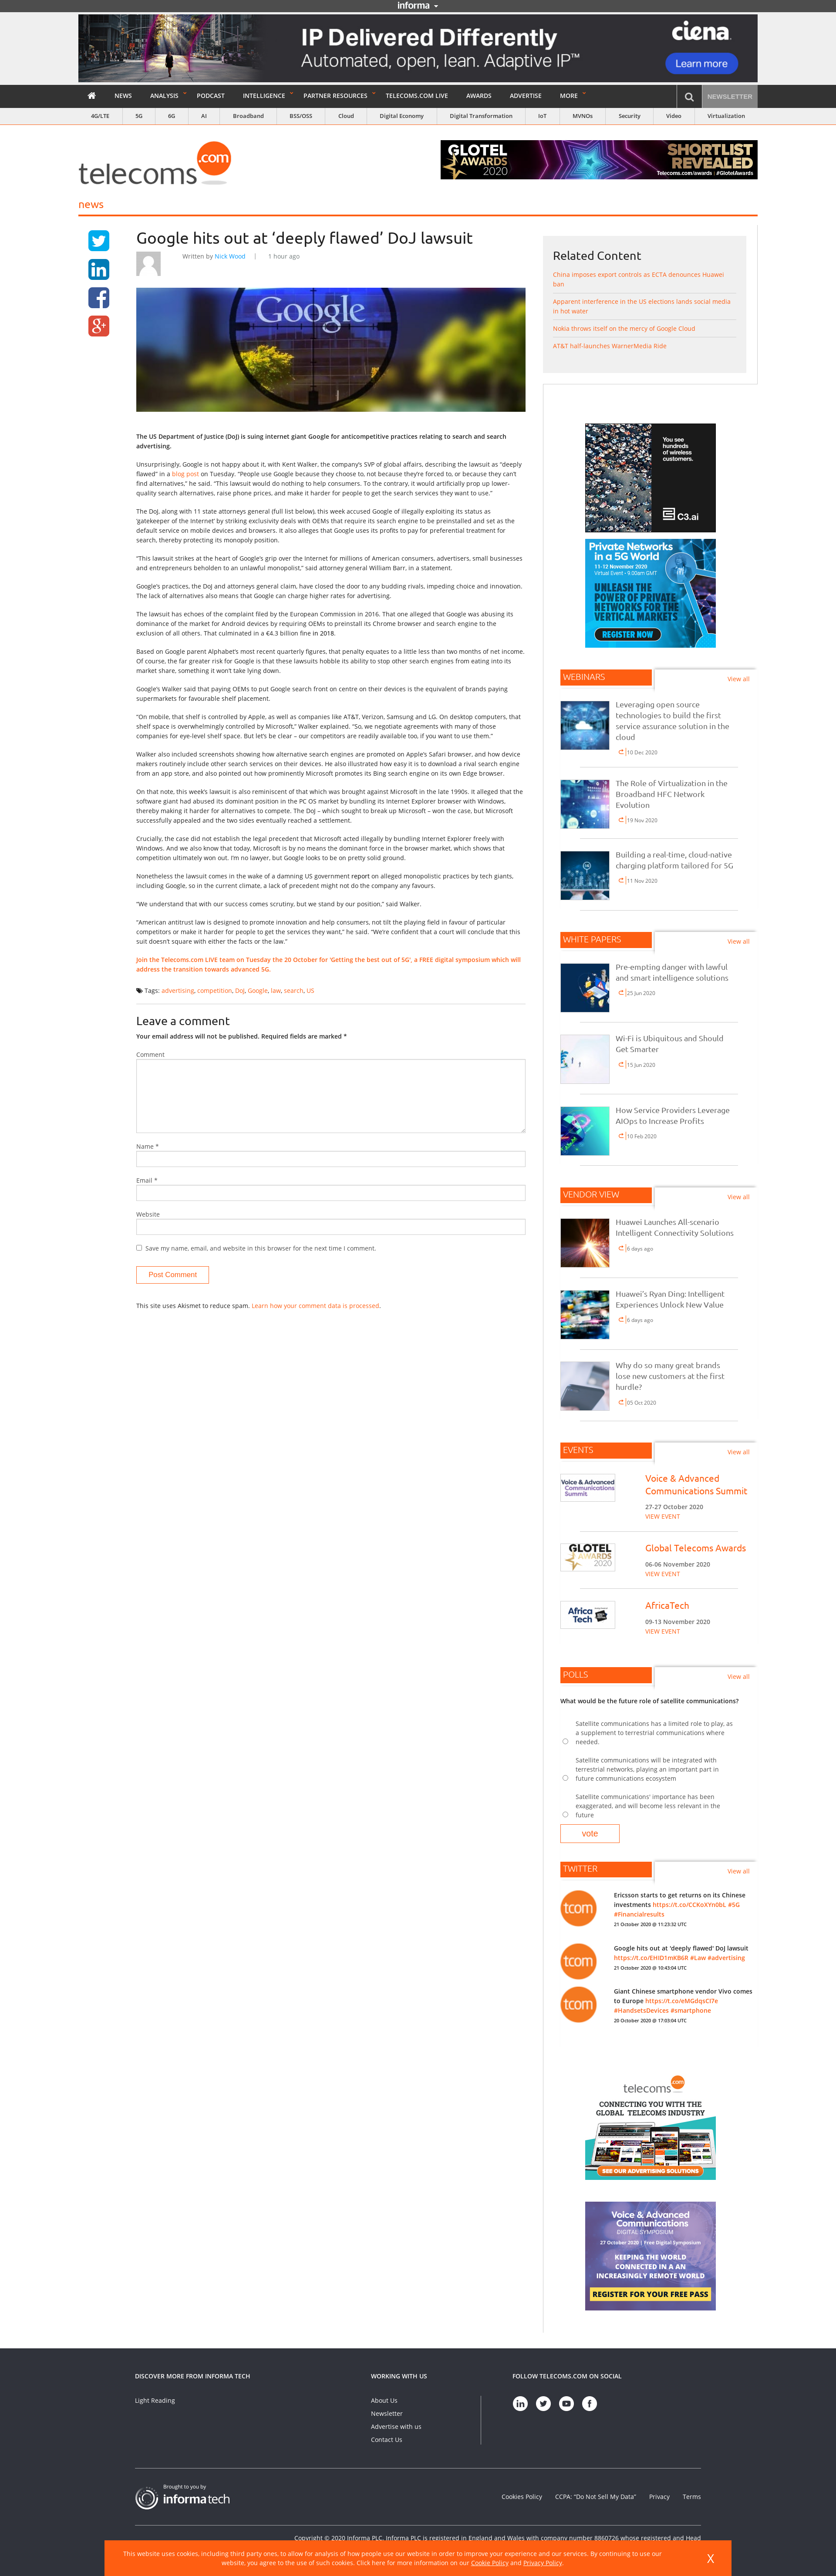 informa
IP Delivered Differently
Automated, open, lean. Adaptive IP™
ciena
Learn more
NEWS
ANALYSIS
PODCAST
INTELLIGENCE
PARTNER RESOURCES
TELECOMS.COM LIVE
AWARDS
ADVERTISE
MORE
NEWSLETTER
4G/LTE
5G
6G
AI
Broadband
BSS/OSS
Cloud
Digital Economy
Digital Transformation
IoT
MVNOs
Security
Video
Virtualization
telecoms.com
GLOTEL AWARDS 2020
SHORTLIST REVEALED
Telecoms.com/awards | #GlotelAwards
news
Google hits out at ‘deeply flawed’ DoJ lawsuit
Written by Nick Wood
1 hour ago
Google
The US Department of Justice (DoJ) is suing internet giant Google for anticompetitive practices relating to search and search
advertising.
Unsurprisingly, Google is not happy about it, with Kent Walker, the company’s SVP of global affairs, describing the lawsuit as “deeply
flawed” in a blog post on Tuesday. “People use Google because they choose to, not because they’re forced to, or because they can’t
find alternatives,” he said. “This lawsuit would do nothing to help consumers. To the contrary, it would artificially prop up lower-
quality search alternatives, raise phone prices, and make it harder for people to get the search services they want to use.”
The DoJ, along with 11 state attorneys general (full list below), this week accused Google of illegally exploiting its status as
‘gatekeeper of the Internet’ by striking exclusivity deals with OEMs that require its search engine to be preinstalled and set as the
default service on mobile devices and browsers. It also alleges that Google uses its profits to pay for preferential treatment for
search, thereby protecting its monopoly position.
“This lawsuit strikes at the heart of Google’s grip over the Internet for millions of American consumers, advertisers, small businesses
and entrepreneurs beholden to an unlawful monopolist,” said attorney general William Barr, in a statement.
Google’s practices, the DoJ and attorneys general claim, have closed the door to any budding rivals, impeding choice and innovation.
The lack of alternatives also means that Google can charge higher rates for advertising.
The lawsuit has echoes of the complaint filed by the European Commission in 2016. That one alleged that Google was abusing its
dominance of the market for Android devices by requiring OEMs to preinstall its Chrome browser and search engine to the
exclusion of all others. That culminated in a €4.3 billion fine in 2018.
Based on Google parent Alphabet’s most recent quarterly figures, that penalty equates to a little less than two months of net income.
Of course, the far greater risk for Google is that these lawsuits hobble its ability to stop other search engines from eating into its
market share, something it won’t take lying down.
Google’s Walker said that paying OEMs to put Google search front on centre on their devices is the equivalent of brands paying
supermarkets for favourable shelf placement.
“On mobile, that shelf is controlled by Apple, as well as companies like AT&T, Verizon, Samsung and LG. On desktop computers, that
shelf space is overwhelmingly controlled by Microsoft,” Walker explained. “So, we negotiate agreements with many of those
companies for eye-level shelf space. But let’s be clear – our competitors are readily available too, if you want to use them.”
Walker also included screenshots showing how alternative search engines are promoted on Apple’s Safari browser, and how device
makers routinely include other search services on their devices. He also illustrated how easy it is to download a rival search engine
from an app store, and also pointed out how prominently Microsoft promotes its Bing search engine on its own Edge browser.
On that note, this week’s lawsuit is also reminiscent of that which was brought against Microsoft in the late 1990s. It alleged that the
software giant had abused its dominant position in the PC OS market by bundling its Internet Explorer browser with Windows,
thereby making it harder for alternatives to compete. The DoJ – which sought to break up Microsoft – won the case, but Microsoft
successfully appealed and the two sides eventually reached a settlement.
Crucially, the case did not establish the legal precedent that Microsoft acted illegally by bundling Internet Explorer freely with
Windows. And we also know that today, Microsoft is by no means the dominant force in the browser market, which shows that
competition ultimately won out. I’m no lawyer, but Google looks to be on pretty solid ground.
Nonetheless the lawsuit comes in the wake of a damning US government report on alleged monopolistic practices by tech giants,
including Google, so in the current climate, a lack of precedent might not do the company any favours.
“We understand that with our success comes scrutiny, but we stand by our position,” said Walker.
“American antitrust law is designed to promote innovation and help consumers, not tilt the playing field in favour of particular
competitors or make it harder for people to get the services they want,” he said. “We’re confident that a court will conclude that this
suit doesn’t square with either the facts or the law.”
Join the Telecoms.com LIVE team on Tuesday the 20 October for ‘Getting the best out of 5G’, a FREE digital symposium which will
address the transition towards advanced 5G.
Tags: advertising, competition, DoJ, Google, law, search, US
Leave a comment
Your email address will not be published. Required fields are marked *
Comment
Name *
Email *
Website
Save my name, email, and website in this browser for the next time I comment.
Post Comment
This site uses Akismet to reduce spam. Learn how your comment data is processed.
Related Content
China imposes export controls as ECTA denounces Huawei
ban
Apparent interference in the US elections lands social media
in hot water
Nokia throws itself on the mercy of Google Cloud
AT&T half-launches WarnerMedia Ride
You see
hundreds
of wireless
customers.
C3.ai
Private Networks
in a 5G World
11-12 November 2020
Virtual Event - 9.00am GMT
UNLEASH THE
POWER OF PRIVATE
NETWORKS FOR THE
VERTICAL MARKETS
REGISTER NOW
WEBINARS
View all
Leveraging open source
technologies to build the first
service assurance solution in the
cloud
10 Dec 2020
The Role of Virtualization in the
Broadband HFC Network
Evolution
19 Nov 2020
Building a real-time, cloud-native
charging platform tailored for 5G
11 Nov 2020
WHITE PAPERS
View all
Pre-empting danger with lawful
and smart intelligence solutions
25 Jun 2020
Wi-Fi is Ubiquitous and Should
Get Smarter
15 Jun 2020
How Service Providers Leverage
AIOps to Increase Profits
10 Feb 2020
VENDOR VIEW
View all
Huawei Launches All-scenario
Intelligent Connectivity Solutions
6 days ago
Huawei’s Ryan Ding: Intelligent
Experiences Unlock New Value
6 days ago
Why do so many great brands
lose new customers at the first
hurdle?
05 Oct 2020
EVENTS
View all
Voice & Advanced
Communications
Summit
Voice & Advanced
Communications Summit
27-27 October 2020
VIEW EVENT
GLOTEL
AWARDS
2020
Global Telecoms Awards
06-06 November 2020
VIEW EVENT
Africa
Tech
AfricaTech
09-13 November 2020
VIEW EVENT
POLLS
View all
What would be the future role of satellite communications?
Satellite communications has a limited role to play, as
a supplement to terrestrial communications where
needed.
Satellite communications will be integrated with
terrestrial networks, playing an important part in
future communications ecosystem
Satellite communications' importance has been
exaggerated, and will become less relevant in the
future
vote
TWITTER
View all
tcom
Ericsson starts to get returns on its Chinese
investments https://t.co/CCKoXYn0bL #5G
#Financialresults
21 October 2020 @ 11:23:32 UTC
tcom
Google hits out at ‘deeply flawed’ DoJ lawsuit
https://t.co/EHID1mKB6R #Law #advertising
21 October 2020 @ 10:43:04 UTC
tcom
Giant Chinese smartphone vendor Vivo comes
to Europe https://t.co/eMGdqsCI7e
#HandsetsDevices #smartphone
20 October 2020 @ 17:03:04 UTC
telecoms.com
CONNECTING YOU WITH THE
GLOBAL TELECOMS INDUSTRY
SEE OUR ADVERTISING SOLUTIONS
Voice & Advanced
Communications
DIGITAL SYMPOSIUM
27 October 2020 | Free Digital Symposium
KEEPING THE WORLD
CONNECTED IN A AN
INCREASINGLY REMOTE WORLD
REGISTER FOR YOUR FREE PASS
DISCOVER MORE FROM INFORMA TECH
Light Reading
WORKING WITH US
About Us
Newsletter
Advertise with us
Contact Us
FOLLOW TELECOMS.COM ON SOCIAL
Brought to you by
informa tech
Cookies Policy
CCPA: “Do Not Sell My Data”
Privacy
Terms
Copyright © 2020 Informa PLC. Informa PLC is registered in England and Wales with company number 8860726 whose registered and Head
This website uses cookies, including third party ones, to allow for analysis of how people use our website in order to improve your experience and our services. By continuing to use our
website, you agree to the use of such cookies. Click here for more information on our Cookie Policy and Privacy Policy.
X